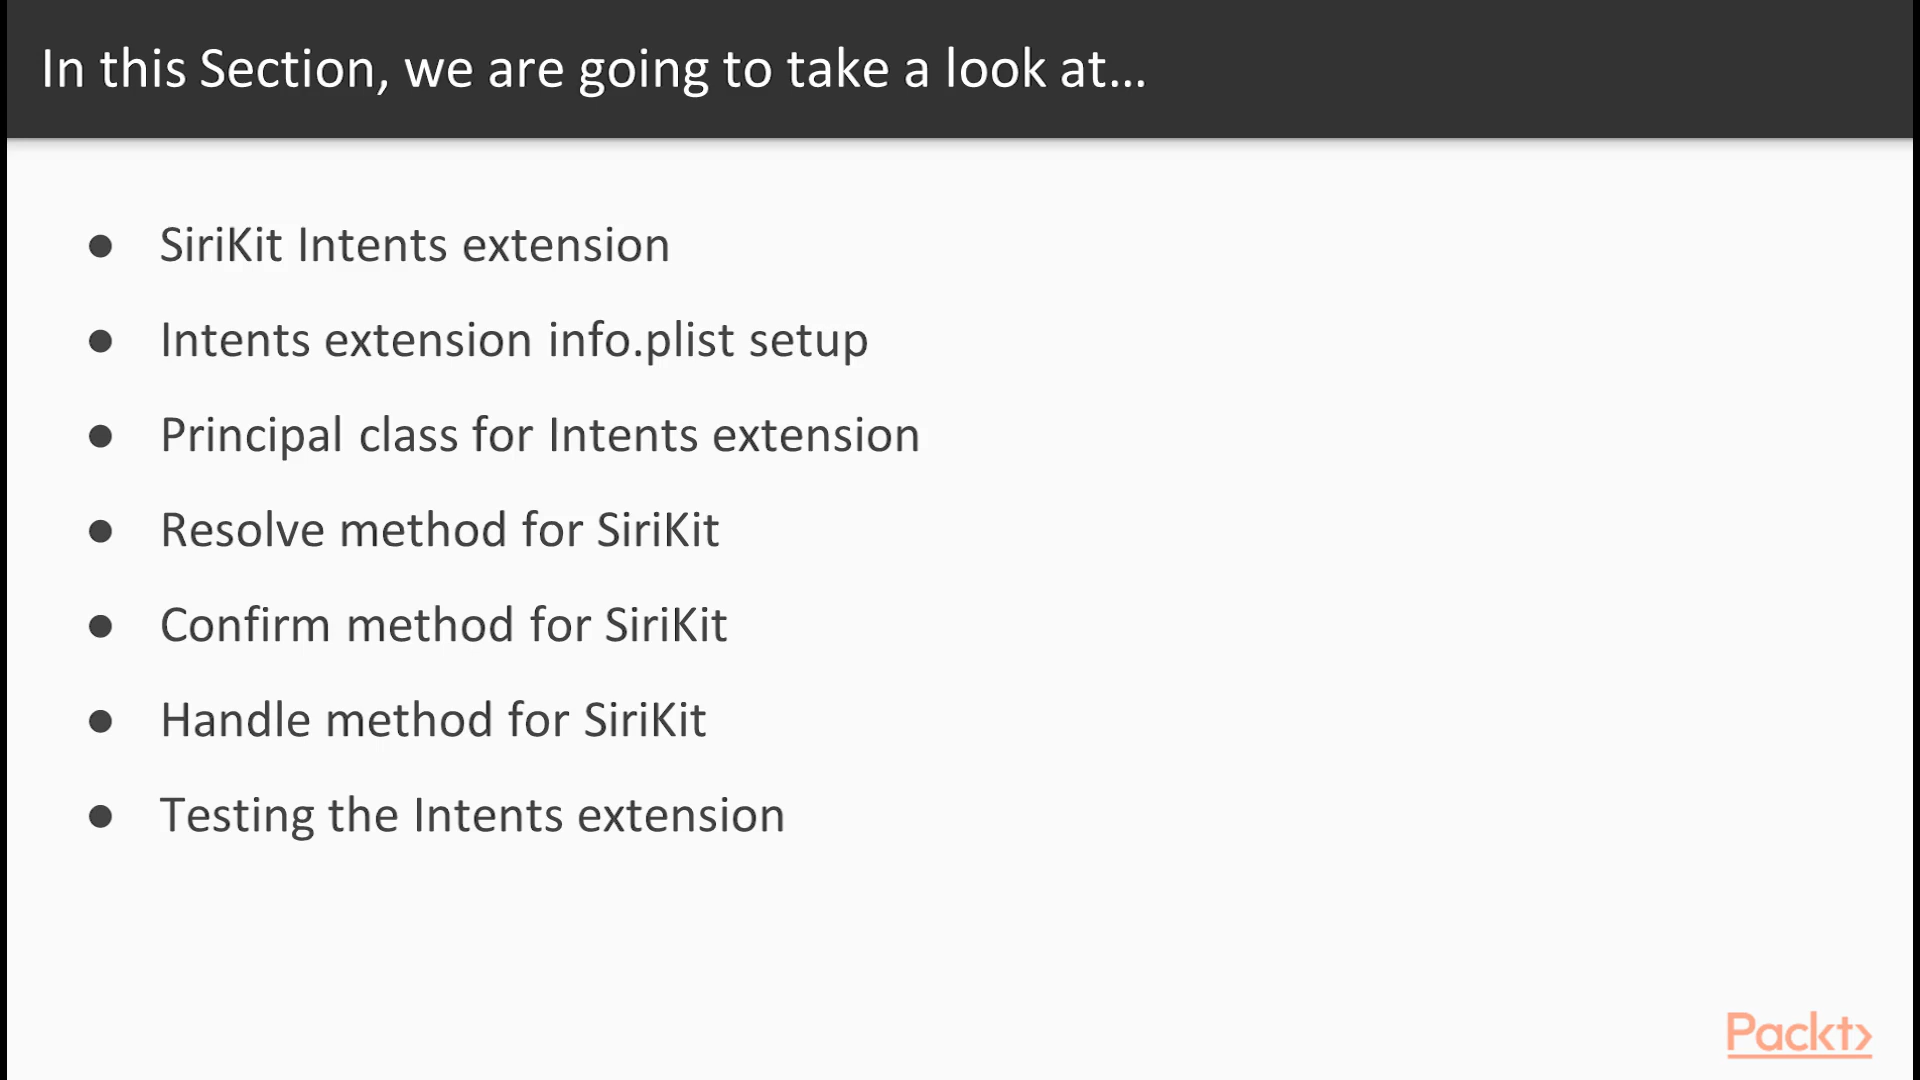 In this Section, we are going to take a look at...
● SiriKit Intents extension
● Intents extension info.plist setup
● Principal class for Intents extension
● Resolve method for SiriKit
● Confirm method for SiriKit
● Handle method for SiriKit
● Testing the Intents extension
Packt>